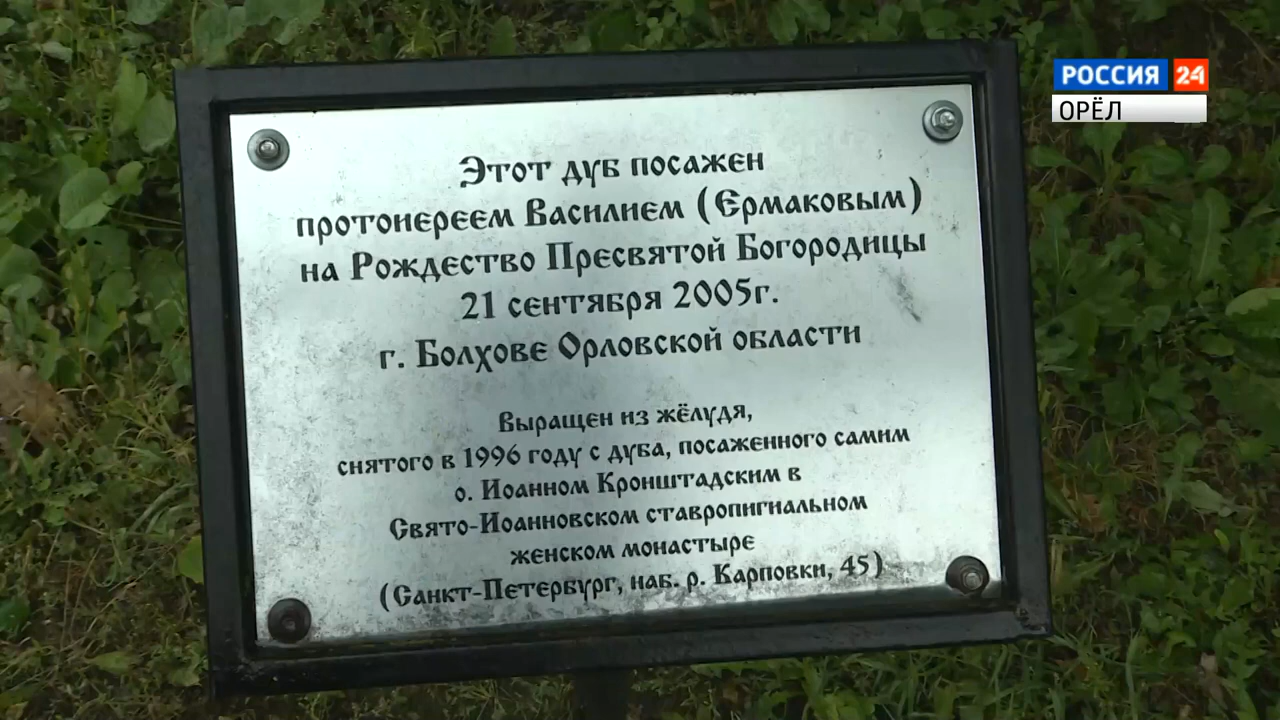 РОССИЯ 24
ОРЁЛ
Этот дуб посажен
протоиереем Василием (Ермаковым)
на Рождество Пресвятой Богородицы
21 сентября 2005г.
г. Болхове Орловской области
Выращен из жёлудя,
снятого в 1996 году с дуба, посаженного самим
о. Иоанном Кронштадским в
Свято-Иоанновском ставропигиальном
женском монастыре
(Санкт-Петербург, наб. р. Карповки, 45)